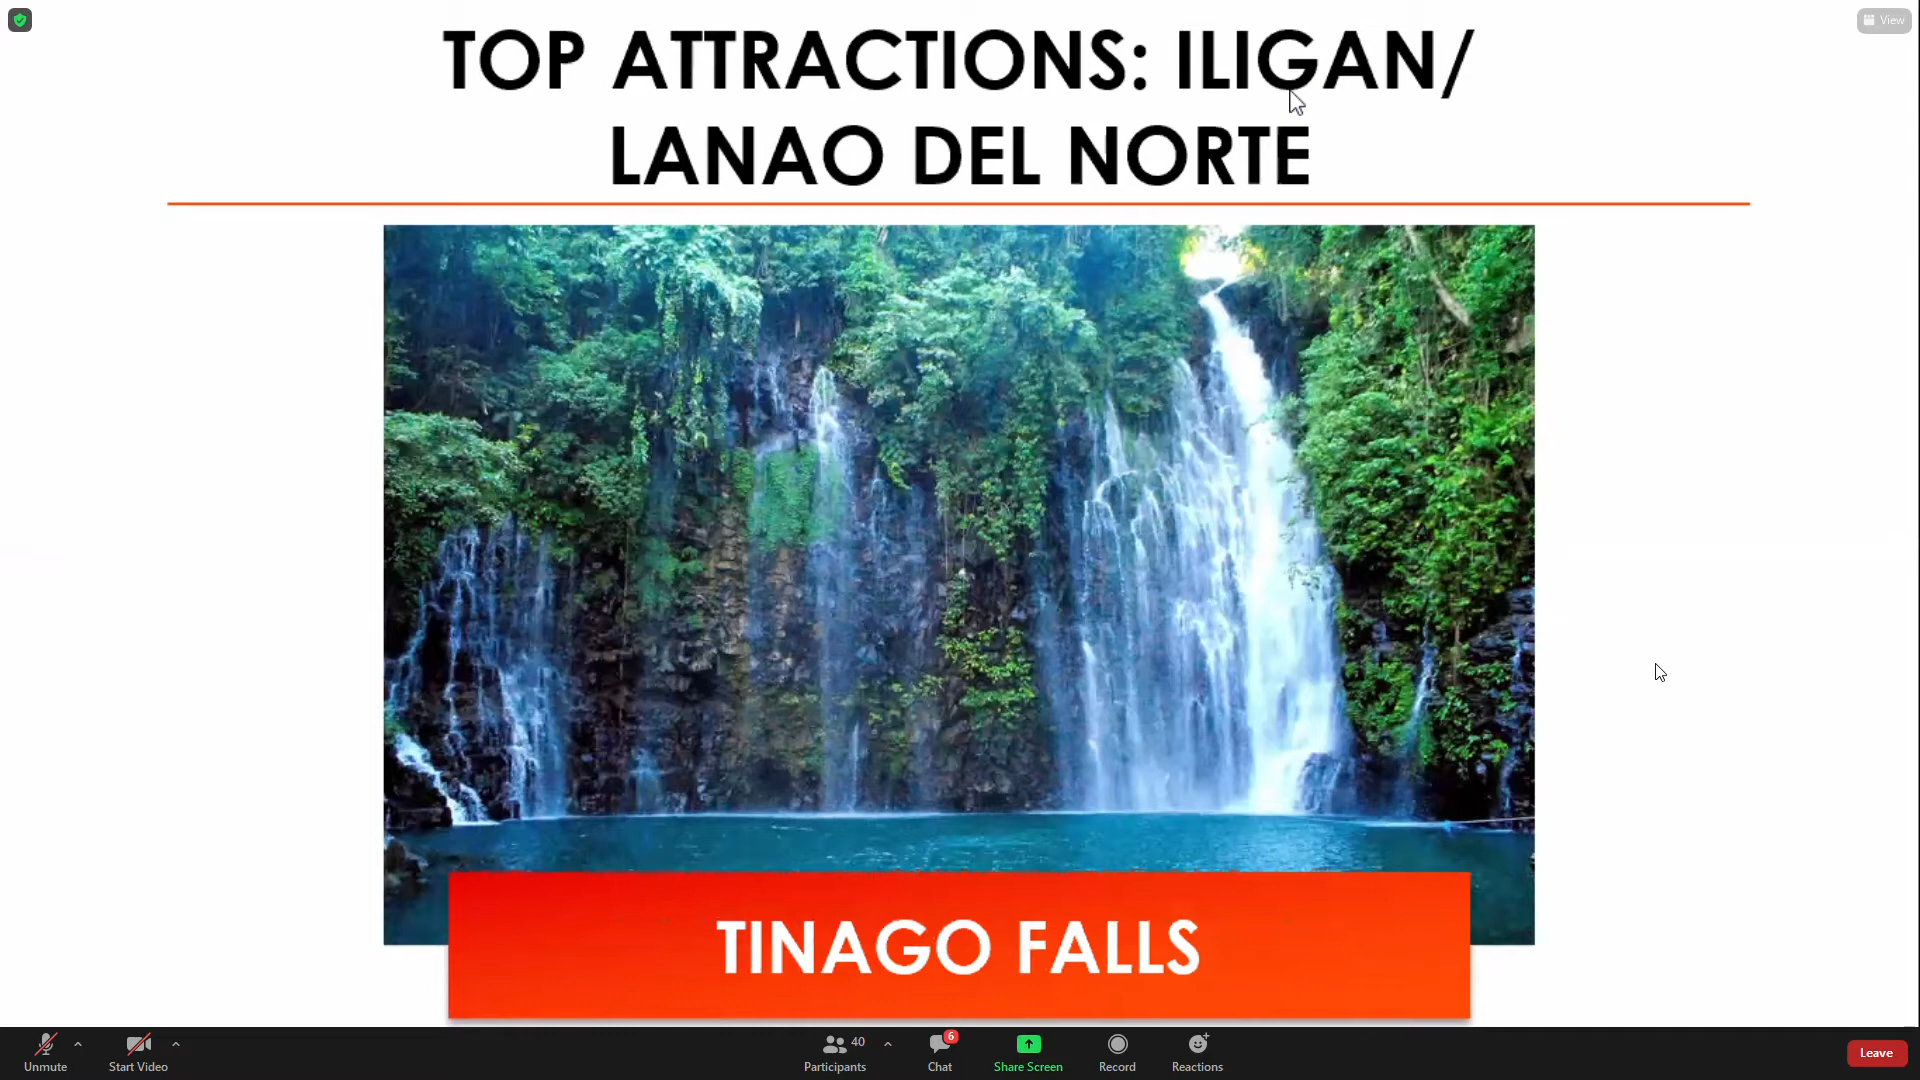 View
TOP ATTRACTIONS: ILIGAN/
LANAO DEL NORTE
TINAGO FALLS
Unmute
Start Video
Participants
40
Chat
6
Share Screen
Record
Reactions
Leave